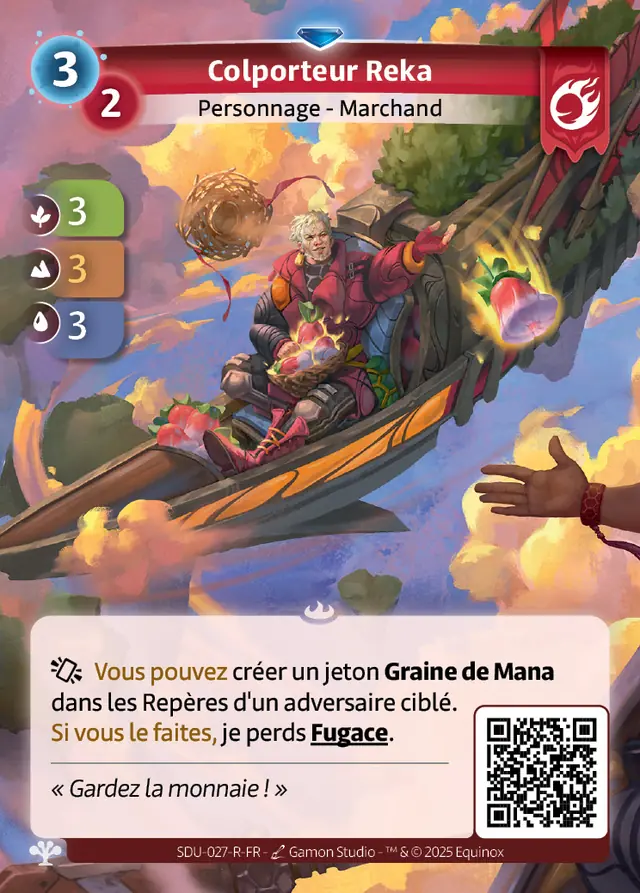 3
Colporteur Reka
2
Personnage - Marchand
3
3
3
Vous pouvez créer un jeton Graine de Mana
dans les Repères d'un adversaire ciblé.
Si vous le faites, je perds Fugace.
« Gardez la monnaie ! »
SDU-027-R-FR - Gamon Studio - ™ & © 2025 Equinox